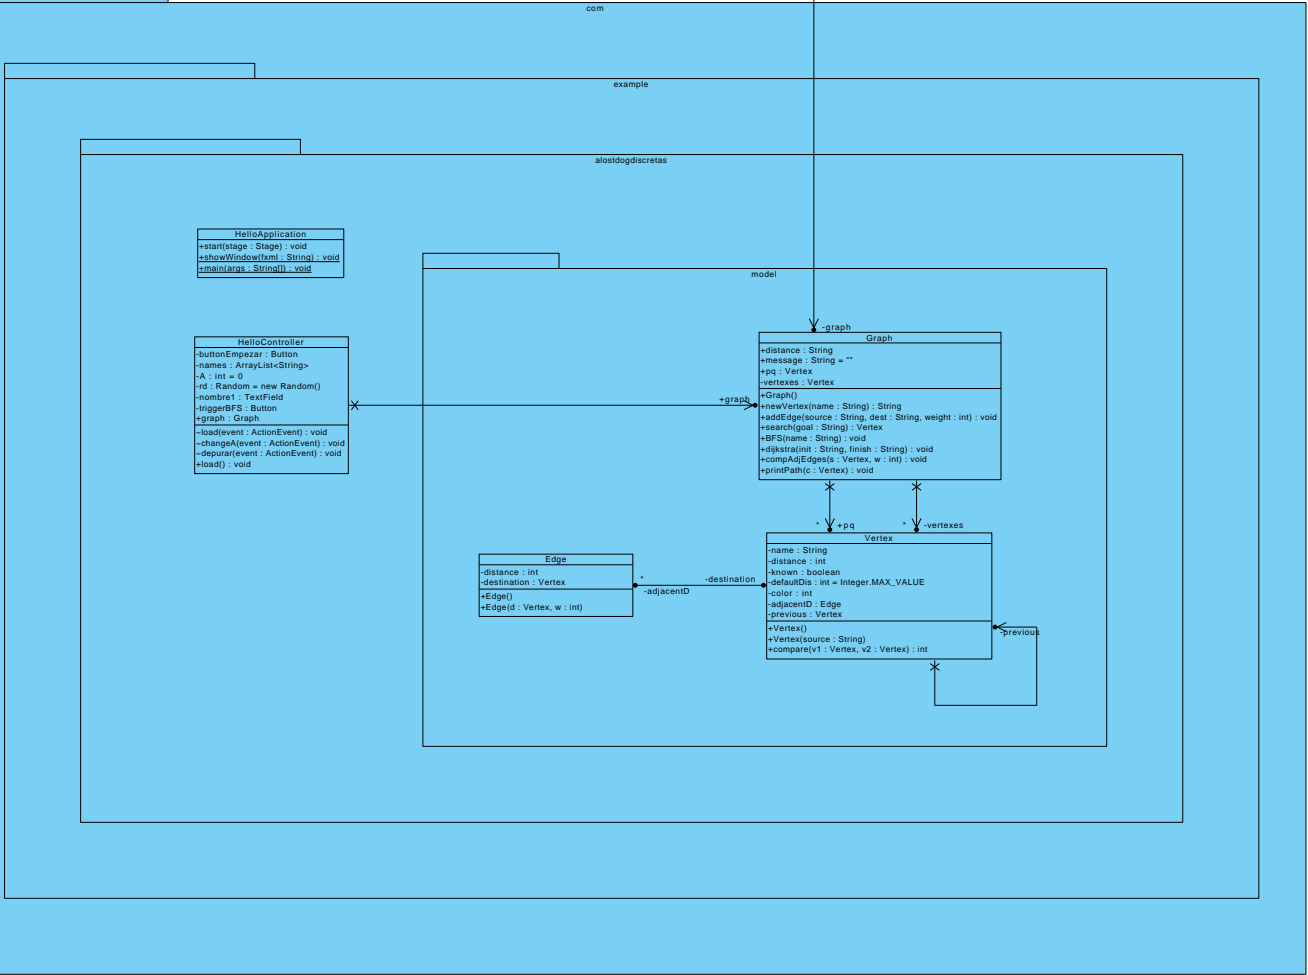 com
example
alostdogdiscretas
HelloApplication
+start(stage : Stage) : void
+showWindow(fxml : String) : void
+main(args : String[]) : void
model
-graph
Graph
+distance : String
+message : String = ""
+pq : Vertex
-vertexes : Vertex
+Graph()
+newVertex(name : String) : String
+addEdge(source : String, dest : String, weight : int) : void
+search(goal : String) : Vertex
+BFS(name : String) : void
+dijkstra(init : String, finish : String) : void
+compAdjEdges(s : Vertex, w : int) : void
+printPath(c : Vertex) : void
HelloController
-buttonEmpezar : Button
-names : ArrayList<String>
-A : int = 0
-rd : Random = new Random()
-nombre1 : TextField
-triggerBFS : Button
+graph : Graph
~load(event : ActionEvent) : void
~changeA(event : ActionEvent) : void
~depurar(event : ActionEvent) : void
+load() : void
+graph
* +pq
* -vertexes
Vertex
-name : String
-distance : int
-known : boolean
-defaultDis : int = Integer.MAX_VALUE
-color : int
-adjacentD : Edge
-previous : Vertex
+Vertex()
+Vertex(source : String)
+compare(v1 : Vertex, v2 : Vertex) : int
Edge
-distance : int
-destination : Vertex
+Edge()
+Edge(d : Vertex, w : int)
*
-adjacentD
-destination
-previous